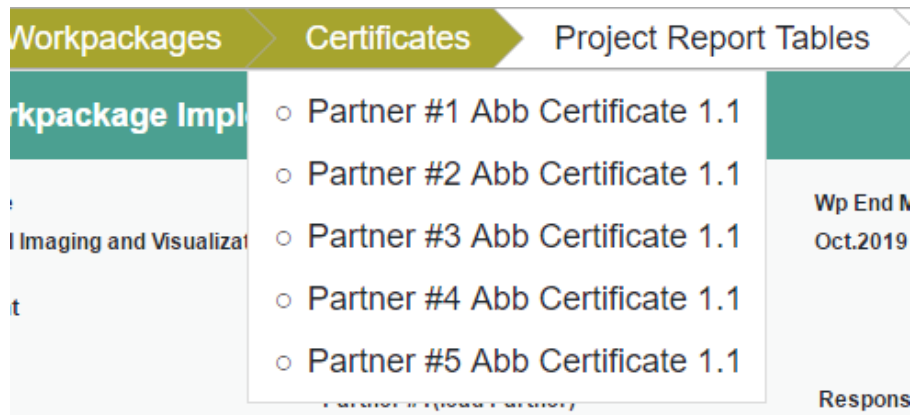 Workpackages Certificates Project Report Tables
Partner #1 Abb Certificate 1.1
Partner #2 Abb Certificate 1.1
Partner #3 Abb Certificate 1.1
Partner #4 Abb Certificate 1.1
Partner #5 Abb Certificate 1.1
rkpackage Impl
Wp End
Imaging and Visualizat
Oct.2019
Respons